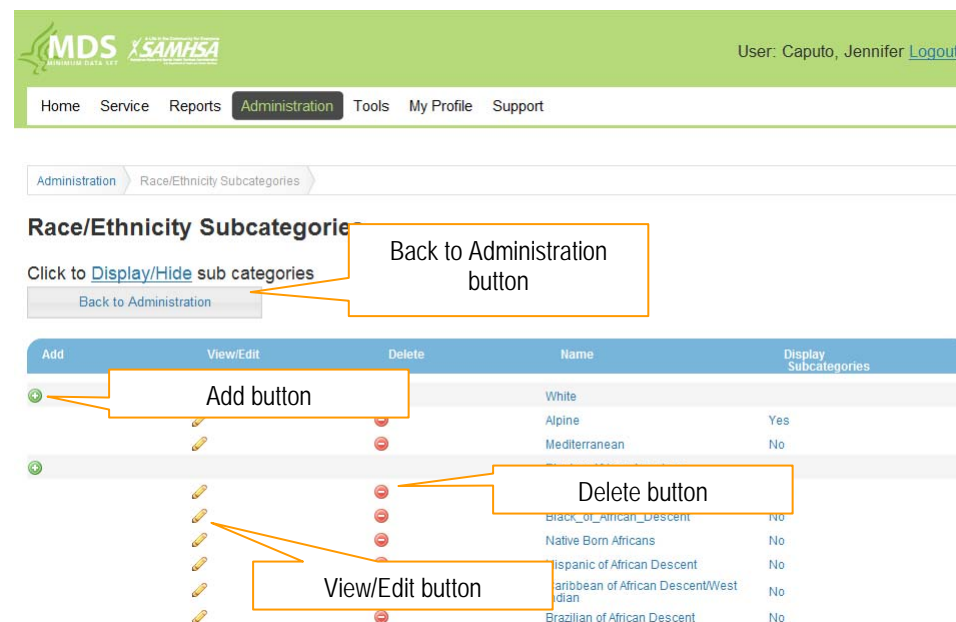 MDS SAMHSA
MINIMUM DATA SET
User: Caputo, Jennifer Logout
Home Service Reports Administration Tools My Profile Support
Administration Race/Ethnicity Subcategories
Race/Ethnicity Subcategories
Back to Administration
button
Click to Display/Hide sub categories
Back to Administration
Add View/Edit Delete Name Display
Subcategories
Add button
White
Alpine Yes
Mediterranean No
Delete button
Black_of_African_Descent No
Native Born Africans No
Hispanic of African Descent No
View/Edit button
Caribbean of African Descent/West
Indian No
Brazilian of African Descent No